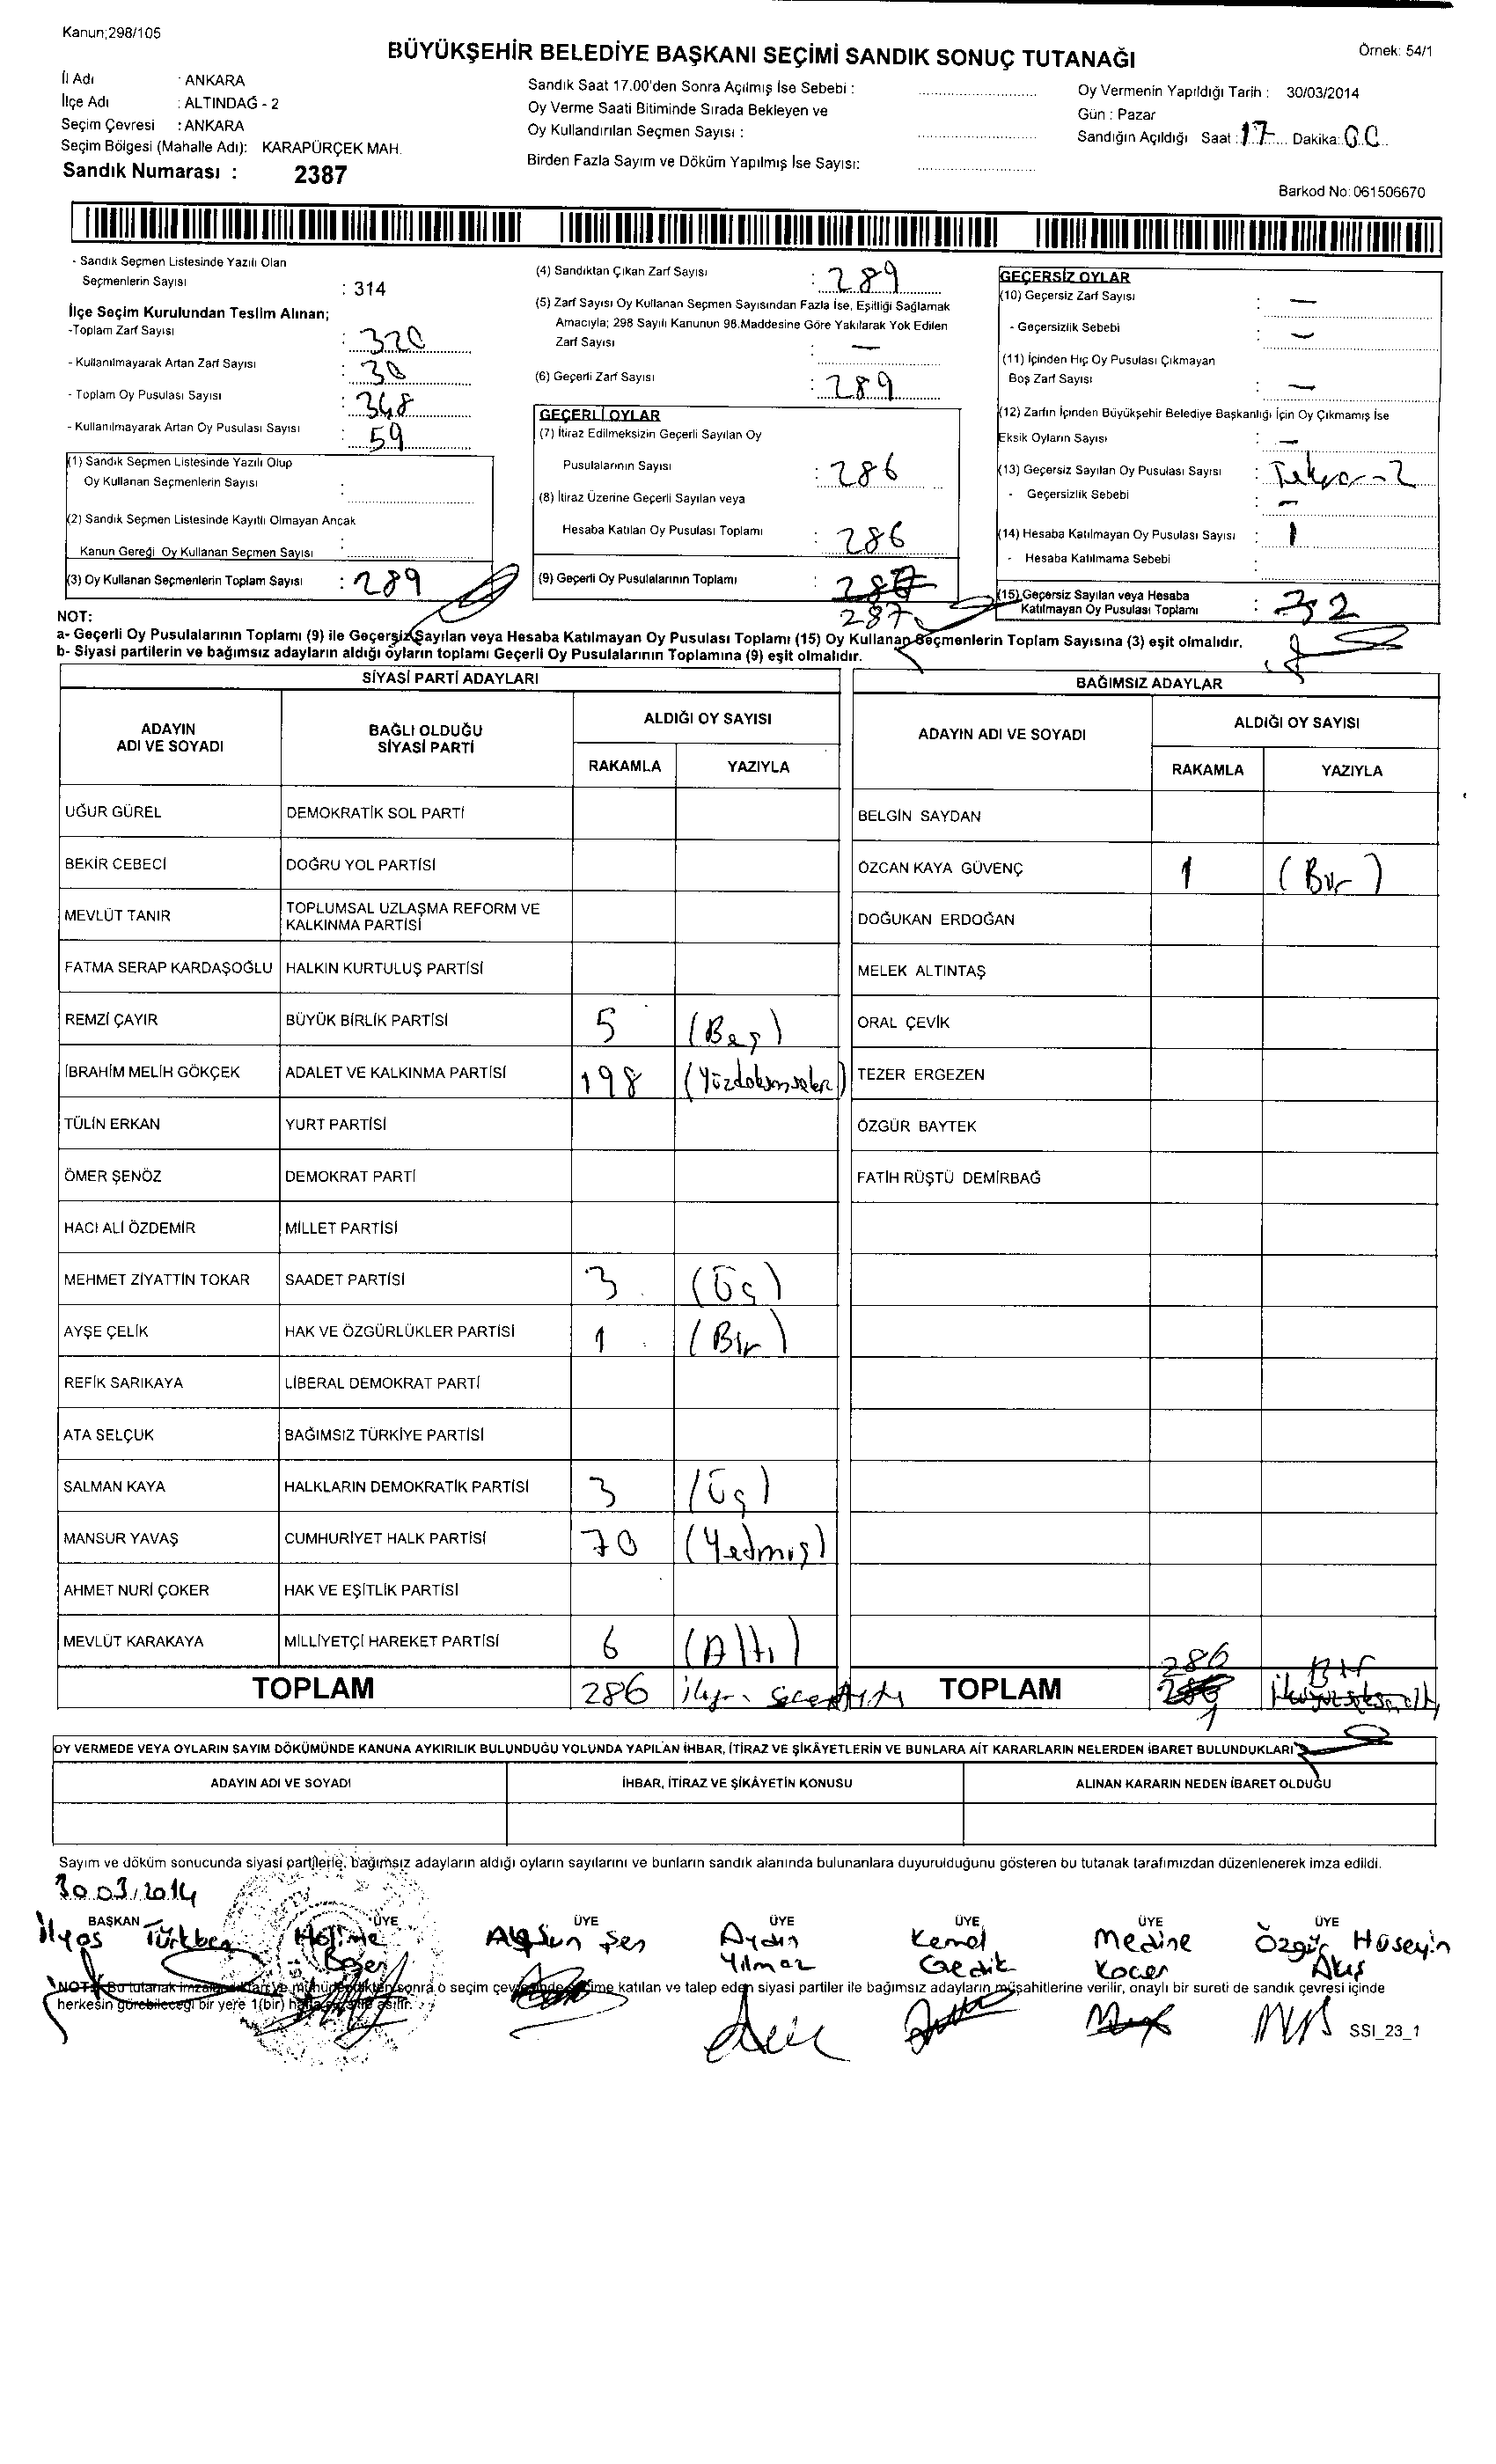 Kanun;298/105
BÜYÜKŞEHİR BELEDİYE BAŞKANI SEÇİMİ SANDIK SONUÇ TUTANAĞI
Örnek: 54/1
İl Adı : ANKARA
İlçe Adı : ALTINDAĞ - 2
Seçim Çevresi : ANKARA
Seçim Bölgesi (Mahalle Adı): KARAPÜRÇEK MAH.
Sandık Numarası : 2387
Sandık Saat 17.00'den Sonra Açılmış İse Sebebi :
Oy Verme Saati Bitiminde Sırada Bekleyen ve
Oy Kullandırılan Seçmen Sayısı :
Birden Fazla Sayım ve Döküm Yapılmış İse Sayısı:
Oy Vermenin Yapıldığı Tarih : 30/03/2014
Gün : Pazar
Sandığın Açıldığı Saat : 17 Dakika: 00
Barkod No: 061506670
- Sandık Seçmen Listesinde Yazılı Olan
Seçmenlerin Sayısı : 314
İlçe Seçim Kurulundan Teslim Alınan;
-Toplam Zarf Sayısı : 320
- Kullanılmayarak Artan Zarf Sayısı : 30
- Toplam Oy Pusulası Sayısı : 348
- Kullanılmayarak Artan Oy Pusulası Sayısı : 59
(1) Sandık Seçmen Listesinde Yazılı Olup
Oy Kullanan Seçmenlerin Sayısı :
(2) Sandık Seçmen Listesinde Kayıtlı Olmayan Ancak
Kanun Gereği Oy Kullanan Seçmen Sayısı :
(3) Oy Kullanan Seçmenlerin Toplam Sayısı : 289
(4) Sandıktan Çıkan Zarf Sayısı : 289
(5) Zarf Sayısı Oy Kullanan Seçmen Sayısından Fazla İse, Eşitliği Sağlamak
Amacıyla; 298 Sayılı Kanunun 98.Maddesine Göre Yakılarak Yok Edilen
Zarf Sayısı : —
(6) Geçerli Zarf Sayısı : 289
GEÇERLİ OYLAR
(7) İtiraz Edilmeksizin Geçerli Sayılan Oy
Pusulalarının Sayısı : 286
(8) İtiraz Üzerine Geçerli Sayılan veya
Hesaba Katılan Oy Pusulası Toplamı : 286
(9) Geçerli Oy Pusulalarının Toplamı :
287
GEÇERSİZ OYLAR
(10) Geçersiz Zarf Sayısı : —
- Geçersizlik Sebebi : —
(11) İçinden Hiç Oy Pusulası Çıkmayan
Boş Zarf Sayısı : —
(12) Zarfın İçinden Büyükşehir Belediye Başkanlığı İçin Oy Çıkmamış İse
Eksik Oyların Sayısı : —
(13) Geçersiz Sayılan Oy Pusulası Sayısı :
- Geçersizlik Sebebi : —
(14) Hesaba Katılmayan Oy Pusulası Sayısı : 1
- Hesaba Katılmama Sebebi :
(15) Geçersiz Sayılan veya Hesaba
Katılmayan Oy Pusulası Toplamı : 2
NOT:
a- Geçerli Oy Pusulalarının Toplamı (9) ile Geçersiz Sayılan veya Hesaba Katılmayan Oy Pusulası Toplamı (15) Oy Kullanan Seçmenlerin Toplam Sayısına (3) eşit olmalıdır.
b- Siyasi partilerin ve bağımsız adayların aldığı oyların toplamı Geçerli Oy Pusulalarının Toplamına (9) eşit olmalıdır.
SİYASİ PARTİ ADAYLARI
ADAYIN ADI VE SOYADI BAĞLI OLDUĞU SİYASİ PARTİ ALDIĞI OY SAYISI
RAKAMLA YAZIYLA
UĞUR GÜREL DEMOKRATİK SOL PARTİ
BEKİR CEBECİ DOĞRU YOL PARTİSİ
MEVLÜT TANIR TOPLUMSAL UZLAŞMA REFORM VE KALKINMA PARTİSİ
FATMA SERAP KARDAŞOĞLU HALKIN KURTULUŞ PARTİSİ
REMZİ ÇAYIR BÜYÜK BİRLİK PARTİSİ 5 (Beş)
İBRAHİM MELİH GÖKÇEK ADALET VE KALKINMA PARTİSİ 198
TÜLİN ERKAN YURT PARTİSİ
ÖMER ŞENÖZ DEMOKRAT PARTİ
HACI ALİ ÖZDEMİR MİLLET PARTİSİ
MEHMET ZİYATTİN TOKAR SAADET PARTİSİ 3 (Üç)
AYŞE ÇELİK HAK VE ÖZGÜRLÜKLER PARTİSİ 1 (Bir)
REFİK SARIKAYA LİBERAL DEMOKRAT PARTİ
ATA SELÇUK BAĞIMSIZ TÜRKİYE PARTİSİ
SALMAN KAYA HALKLARIN DEMOKRATİK PARTİSİ 3 (Üç)
MANSUR YAVAŞ CUMHURİYET HALK PARTİSİ 70 (Yedmiş)
AHMET NURİ ÇOKER HAK VE EŞİTLİK PARTİSİ
MEVLÜT KARAKAYA MİLLİYETÇİ HAREKET PARTİSİ 6 (Altı)
TOPLAM 286
BAĞIMSIZ ADAYLAR
ADAYIN ADI VE SOYADI ALDIĞI OY SAYISI
RAKAMLA YAZIYLA
BELGİN SAYDAN
ÖZCAN KAYA GÜVENÇ 1 (Bir)
DOĞUKAN ERDOĞAN
MELEK ALTINTAŞ
ORAL ÇEVİK
TEZER ERGEZEN
ÖZGÜR BAYTEK
FATİH RÜŞTÜ DEMİRBAĞ
286 Bir
TOPLAM
1
OY VERMEDE VEYA OYLARIN SAYIM DÖKÜMÜNDE KANUNA AYKIRILIK BULUNDUĞU YOLUNDA YAPILAN İHBAR, İTİRAZ VE ŞİKÂYETLERİN VE BUNLARA AİT KARARLARIN NELERDEN İBARET BULUNDUKLARI
ADAYIN ADI VE SOYADI İHBAR, İTİRAZ VE ŞİKÂYETİN KONUSU ALINAN KARARIN NEDEN İBARET OLDUĞU
Sayım ve döküm sonucunda siyasi partilerle, bağımsız adayların aldığı oyların sayılarını ve bunların sandık alanında bulunanlara duyurulduğunu gösteren bu tutanak tarafımızdan düzenlenerek imza edildi.
30.03.2014
BAŞKAN ÜYE ÜYE ÜYE ÜYE ÜYE ÜYE
İlyas Türkben Halime Şen Aydın Kemal Medine Özgür Hüseyin
Yılmaz Gedik Koçer Akış
NOT: Bu tutanak imzalandıktan ve mühürlendikten sonra o seçim çevresinde seçime katılan ve talep eden siyasi partiler ile bağımsız adayların müşahitlerine verilir, onaylı bir sureti de sandık çevresi içinde
herkesin görebileceği bir yere 1(bir) hafta süreyle asılır.
SSI_23_1